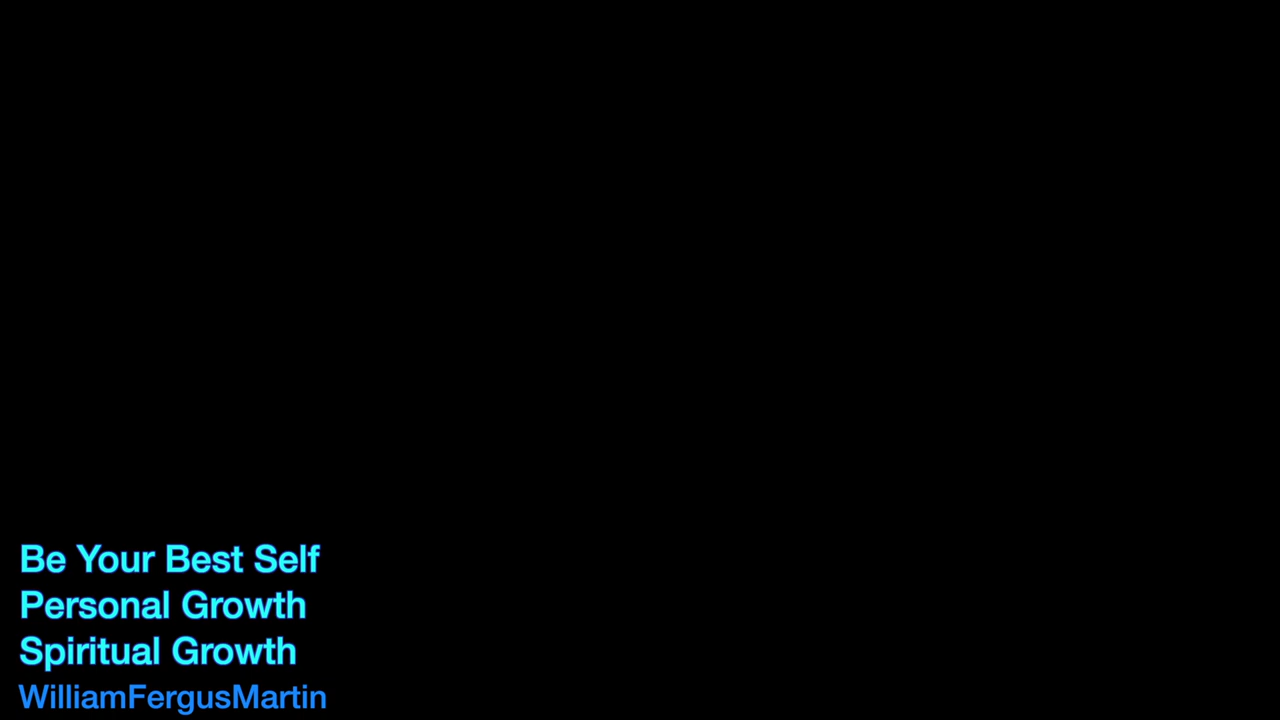 Be Your Best Self
Personal Growth
Spiritual Growth
WilliamFergusMartin